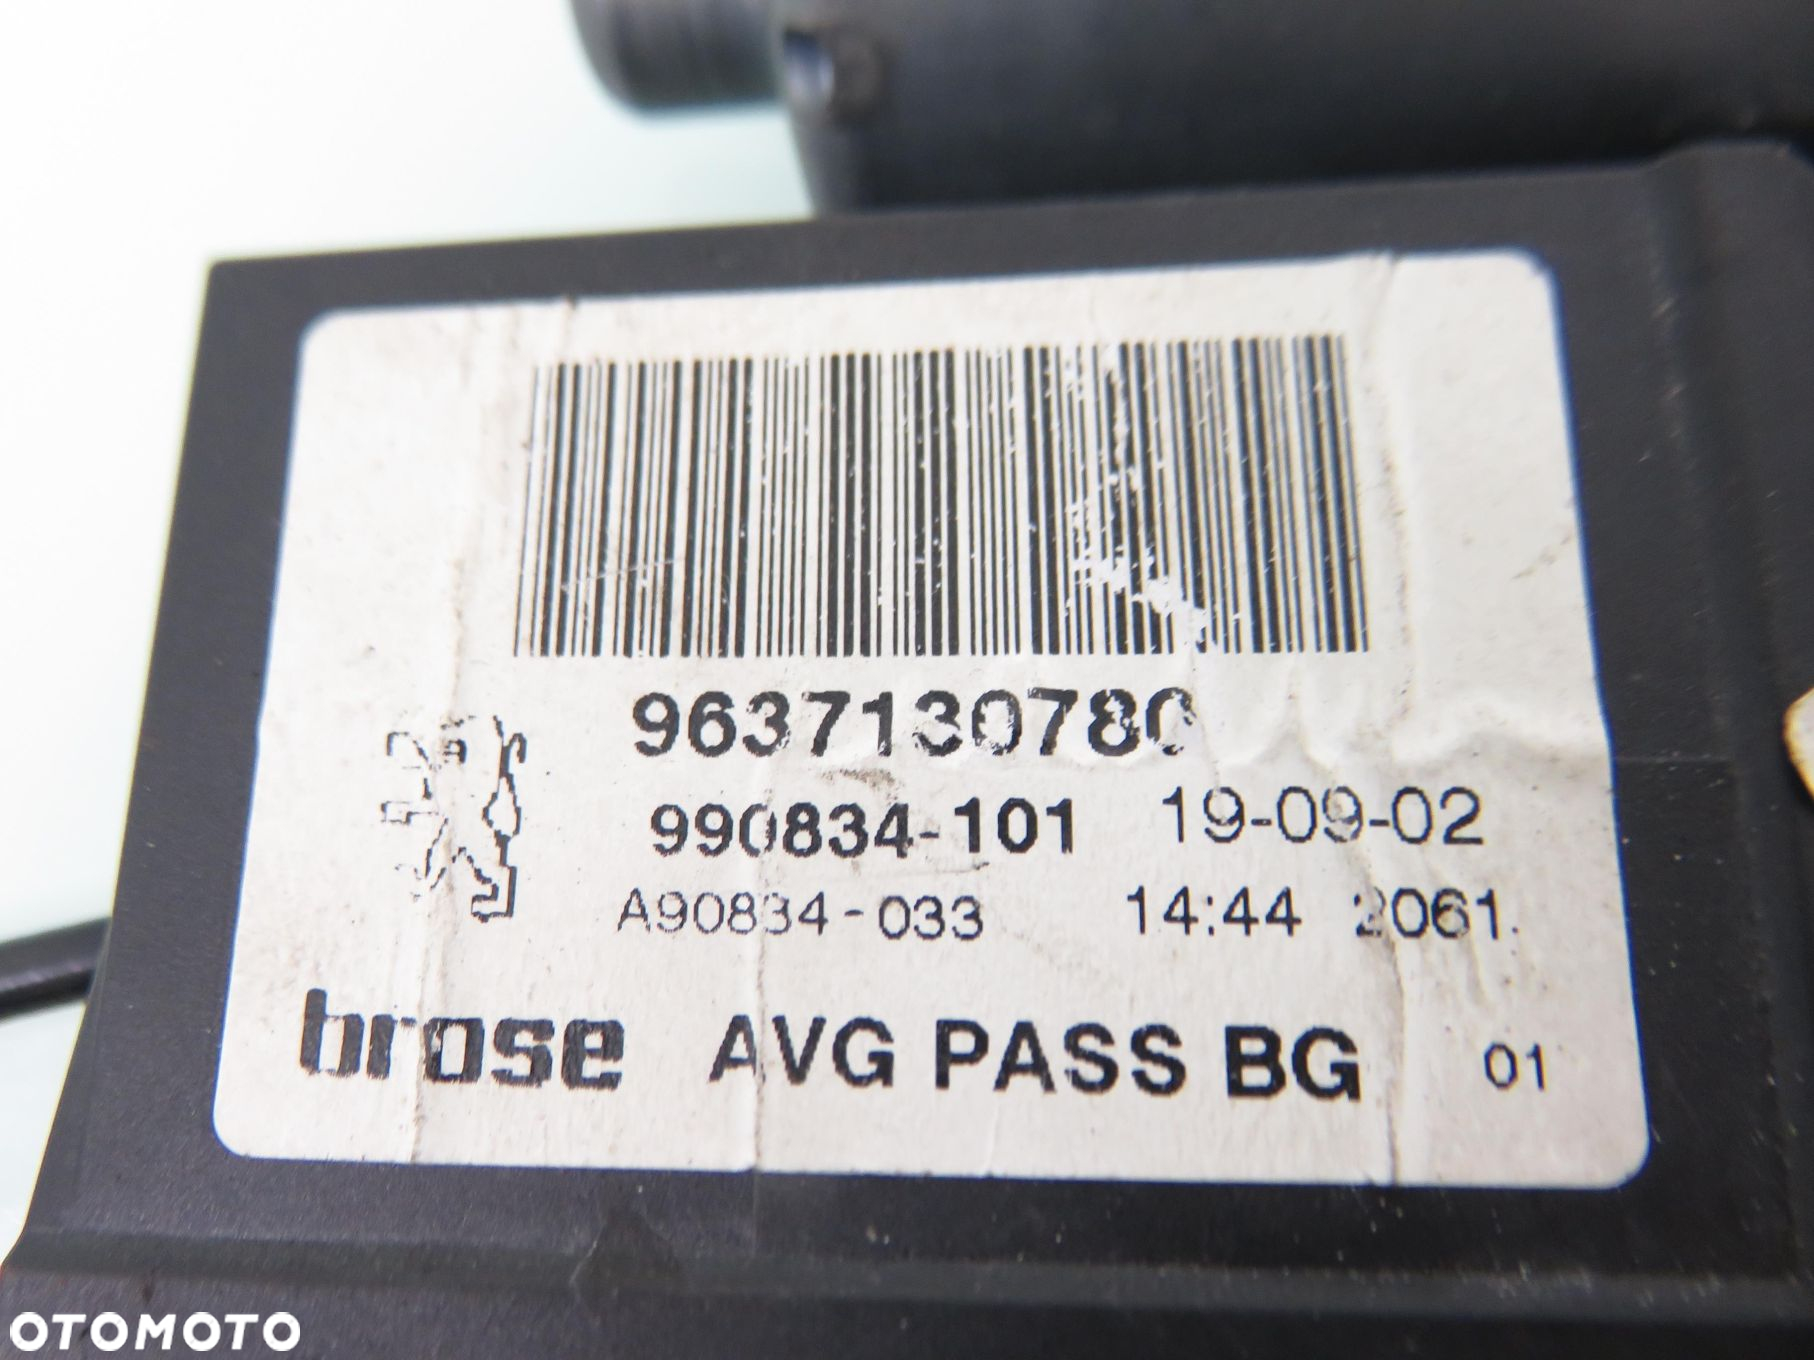 9637130780
990834-101 19-09-02
A90834-033 14:44 2061
brose AVG PASS BG 01
OTOMOTO